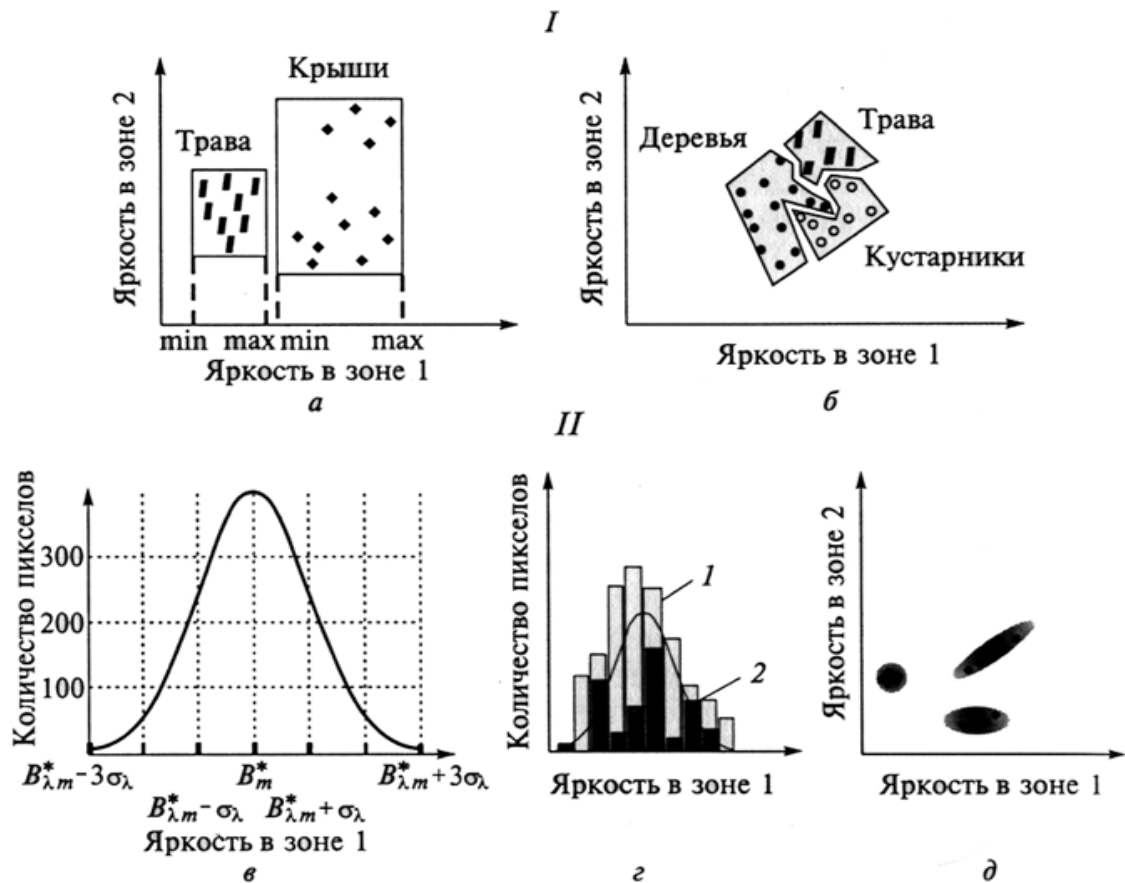 I
Яркость в зоне 2
Крыши
Трава
min max min max
Яркость в зоне 1
а
Яркость в зоне 2
Деревья
Трава
Кустарники
Яркость в зоне 1
б
II
Количество пикселов
300
200
100
B*λm−3σλ B*m B*λm+3σλ
B*λm−σλ B*λm+σλ
Яркость в зоне 1
в
Количество пикселов
1
2
Яркость в зоне 1
г
Яркость в зоне 2
Яркость в зоне 1
д